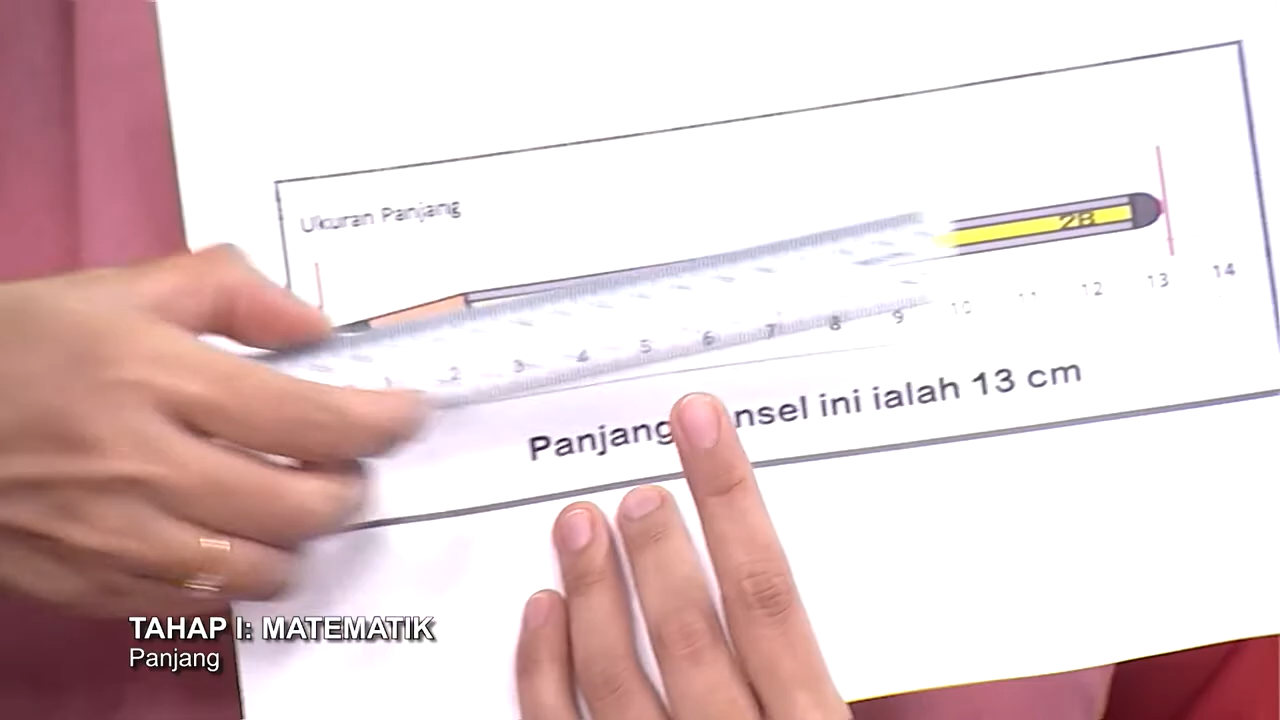 Ukuran Panjang
2B
1 2 3 4 5 6 7 8 9 10 11 12 13 14
Panjang nsel ini ialah 13 cm
TAHAP I: MATEMATIK
Panjang